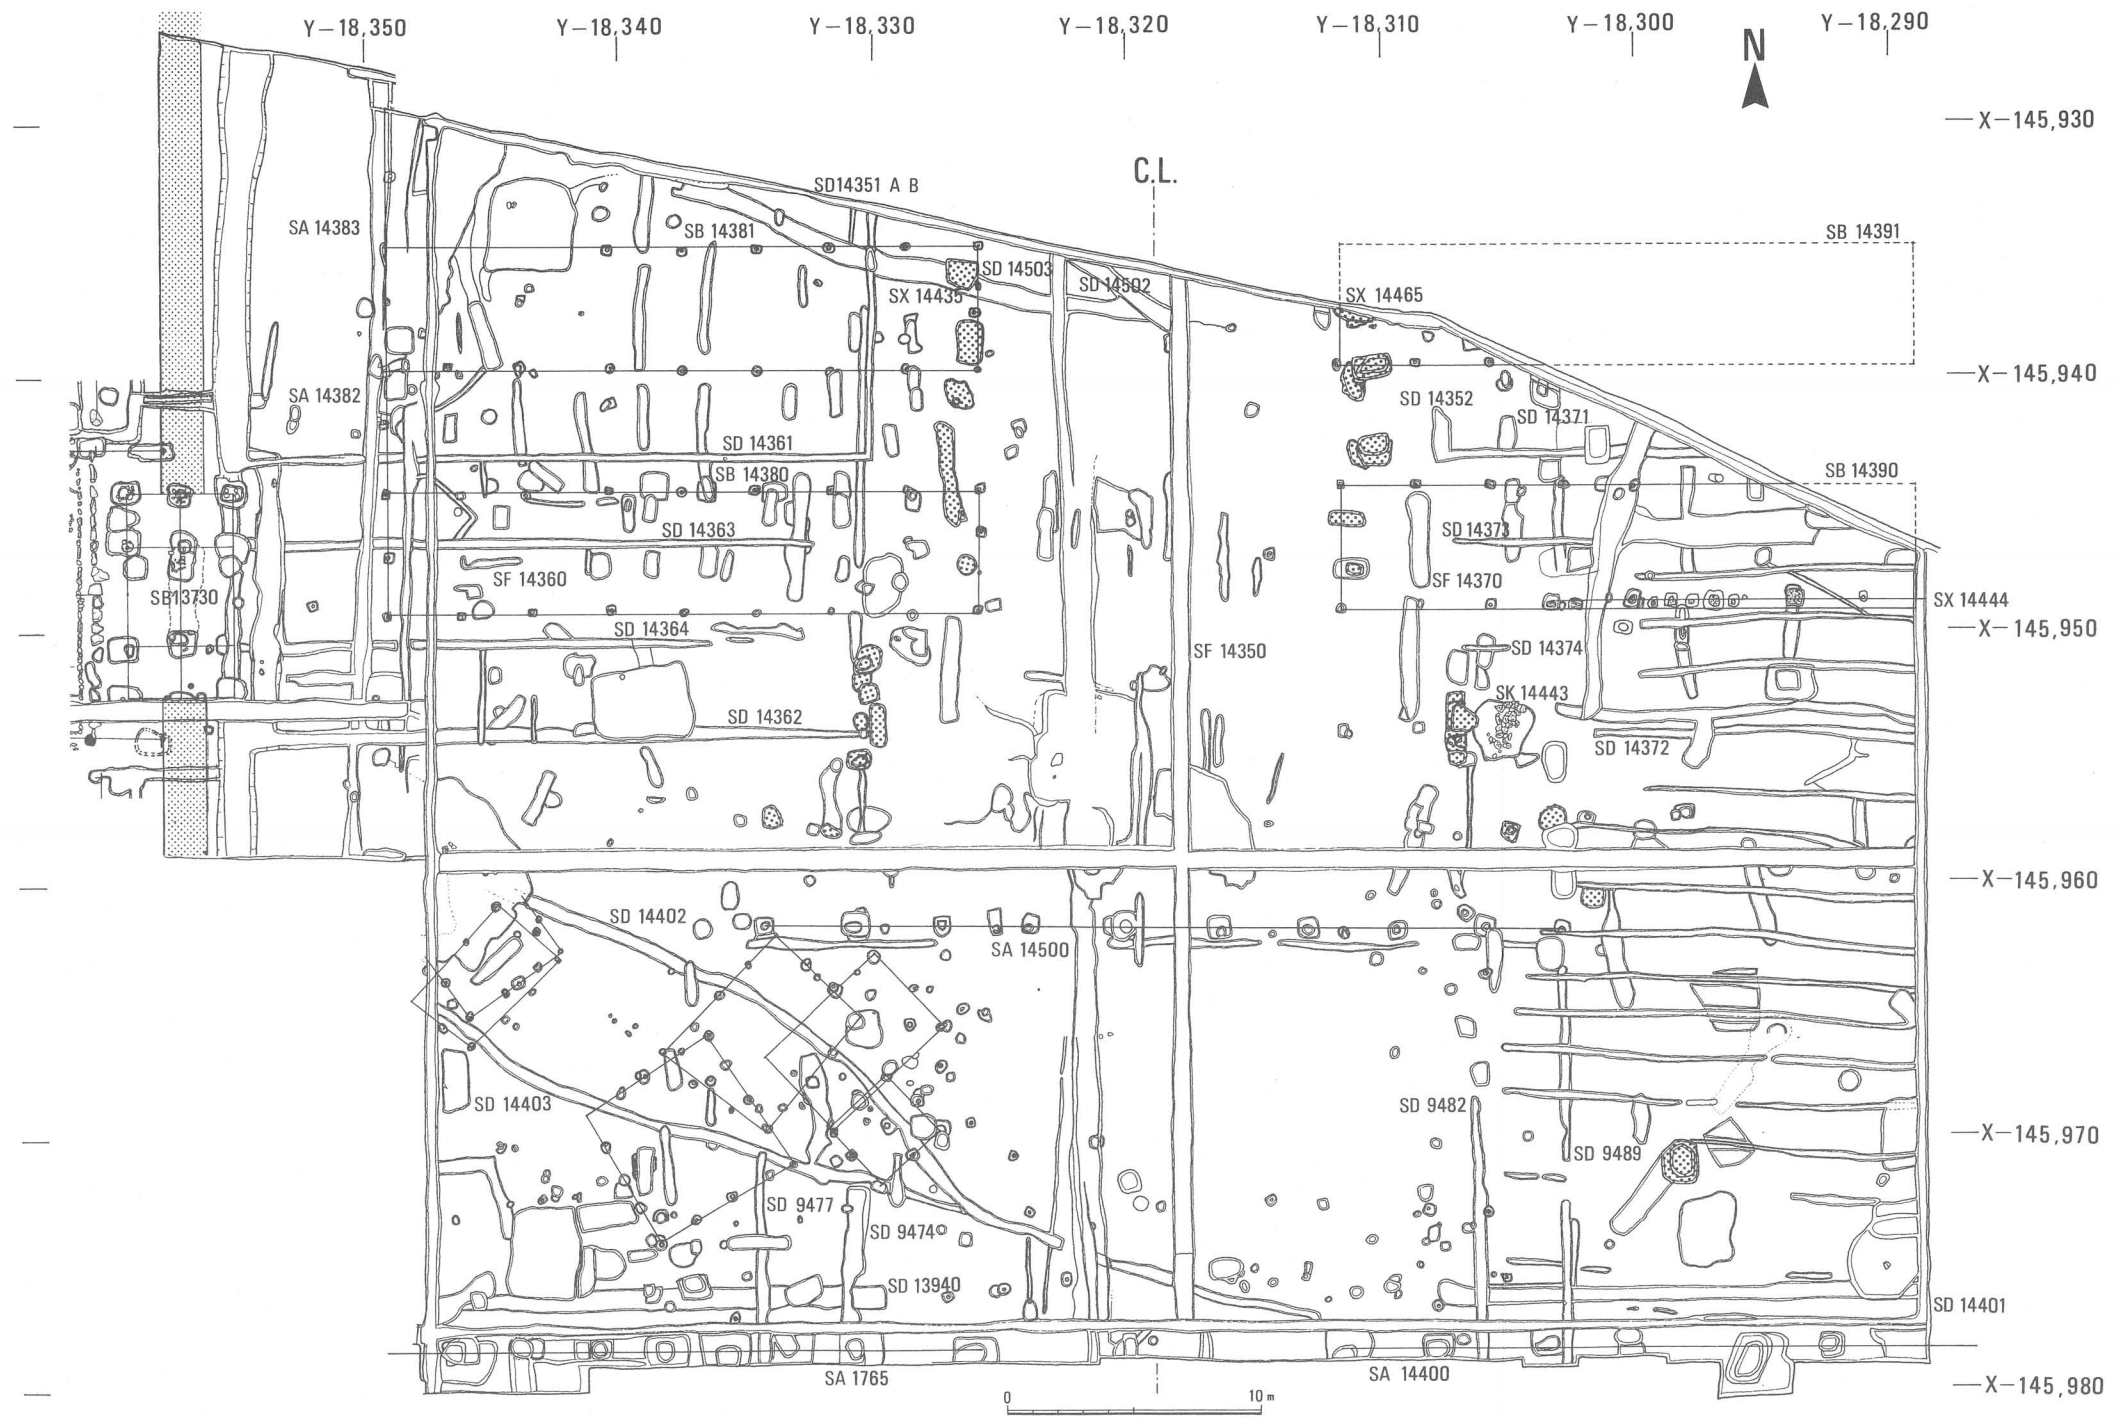 Y–18,350 Y–18,340 Y–18,330 Y–18,320 Y–18,310 Y–18,300 Y–18,290
N
X–145,930
C.L.
SD14351 A B
SA 14383
SB 14381
SB 14391
SD 14503
SD 14502
SX 14435
SX 14465
X–145,940
SA 14382
SD 14352
SD 14371
SD 14361
SB 14380
SB 14390
SD 14363
SD 14373
SF 14360
SF 14370
SB13730
SX 14444
SD 14364
X–145,950
SF 14350
SD 14374
SK 14443
SD 14362
SD 14372
X–145,960
SD 14402
SA 14500
SD 14403
SD 9482
X–145,970
SD 9489
SD 9477
SD 9474
SD 13940
SD 14401
SA 1765
SA 14400
X–145,980
0 10 m